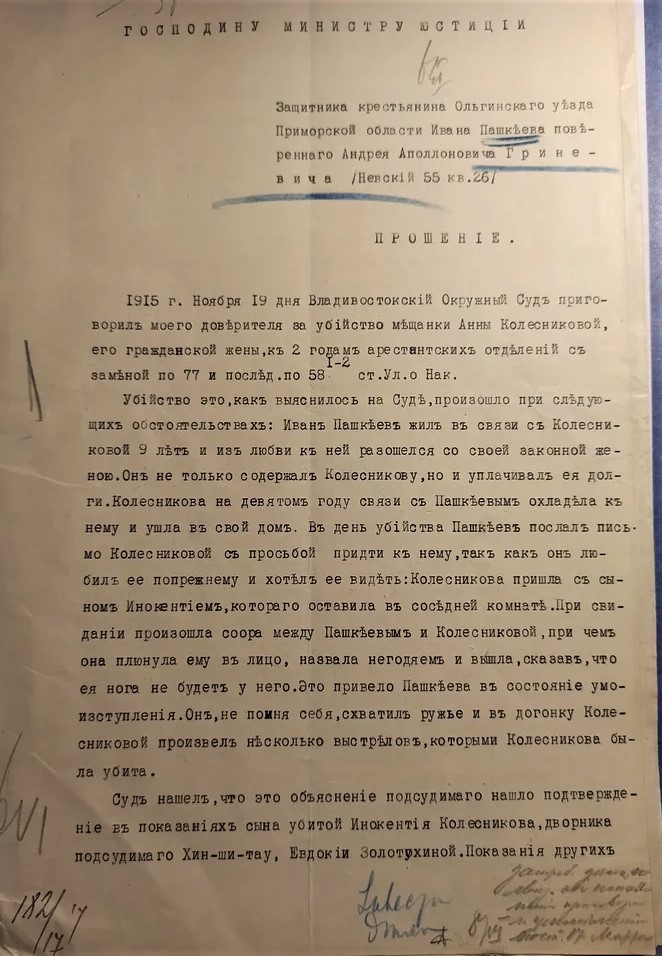 ГОСПОДИНУ МИНИСТРУ ЮСТИЦІИ
Защитника крестьянина Ольгинскаго уѣзда
Приморской области Ивана Пашкѣева повѣ-
реннаго Андрея Аполлоновича Грине-
вича /Невскій 55 кв.26/
ПРОШЕНІЕ.
1915 г. Ноября 19 дня Владивостокскій Окружный Судъ приго-
ворилъ моего довѣрителя за убійство мѣщанки Анны Колесниковой,
его гражданской жены,къ 2 годамъ арестантскихъ отдѣленій съ
замѣной по 77 и послѣд.по 58 I-2 ст.Ул.о Нак.
Убійство это,какъ выяснилось на Судѣ,произошло при слѣдую-
щихъ обстоятельствахъ: Иванъ Пашкѣевъ жилъ въ связи съ Колесни-
ковой 9 лѣтъ и изъ любви къ ней разошелся со своей законной же-
ною.Онъ не только содержалъ Колесникову,но и уплачивалъ ея дол-
ги.Колесникова на девятомъ году связи съ Пашкѣевымъ охладѣла къ
нему и ушла въ свой домъ. Въ день убійства Пашкѣевъ послалъ пись-
мо Колесниковой съ просьбой придти къ нему,такъ какъ онъ лю-
билъ ее попрежнему и хотѣлъ ее видѣть:Колесникова пришла съ сы-
номъ Инокентіемъ,котораго оставила въ сосѣдней комнатѣ.При сви-
даніи произошла соора между Пашкѣевымъ и Колесниковой,при чемъ
она плюнула ему въ лицо, назвала негодяемъ и вышла,сказавъ,что
ея нога не будетъ у него.Это привело Пашкѣева въ состояніе умо-
изступленія.Онъ,не помня себя,схватилъ ружье и въ догонку Коле-
сниковой произвелъ нѣсколько выстрѣловъ,которыми Колесникова бы-
ла убита.
Судъ нашелъ,что это объясненіе подсудимаго нашло подтвержде-
ніе въ показаніяхъ сына убитой Инокентія Колесникова,дворника
подсудимаго Хин-ши-тау, Евдокіи Золотухиной.Показанія другихъ
182/17